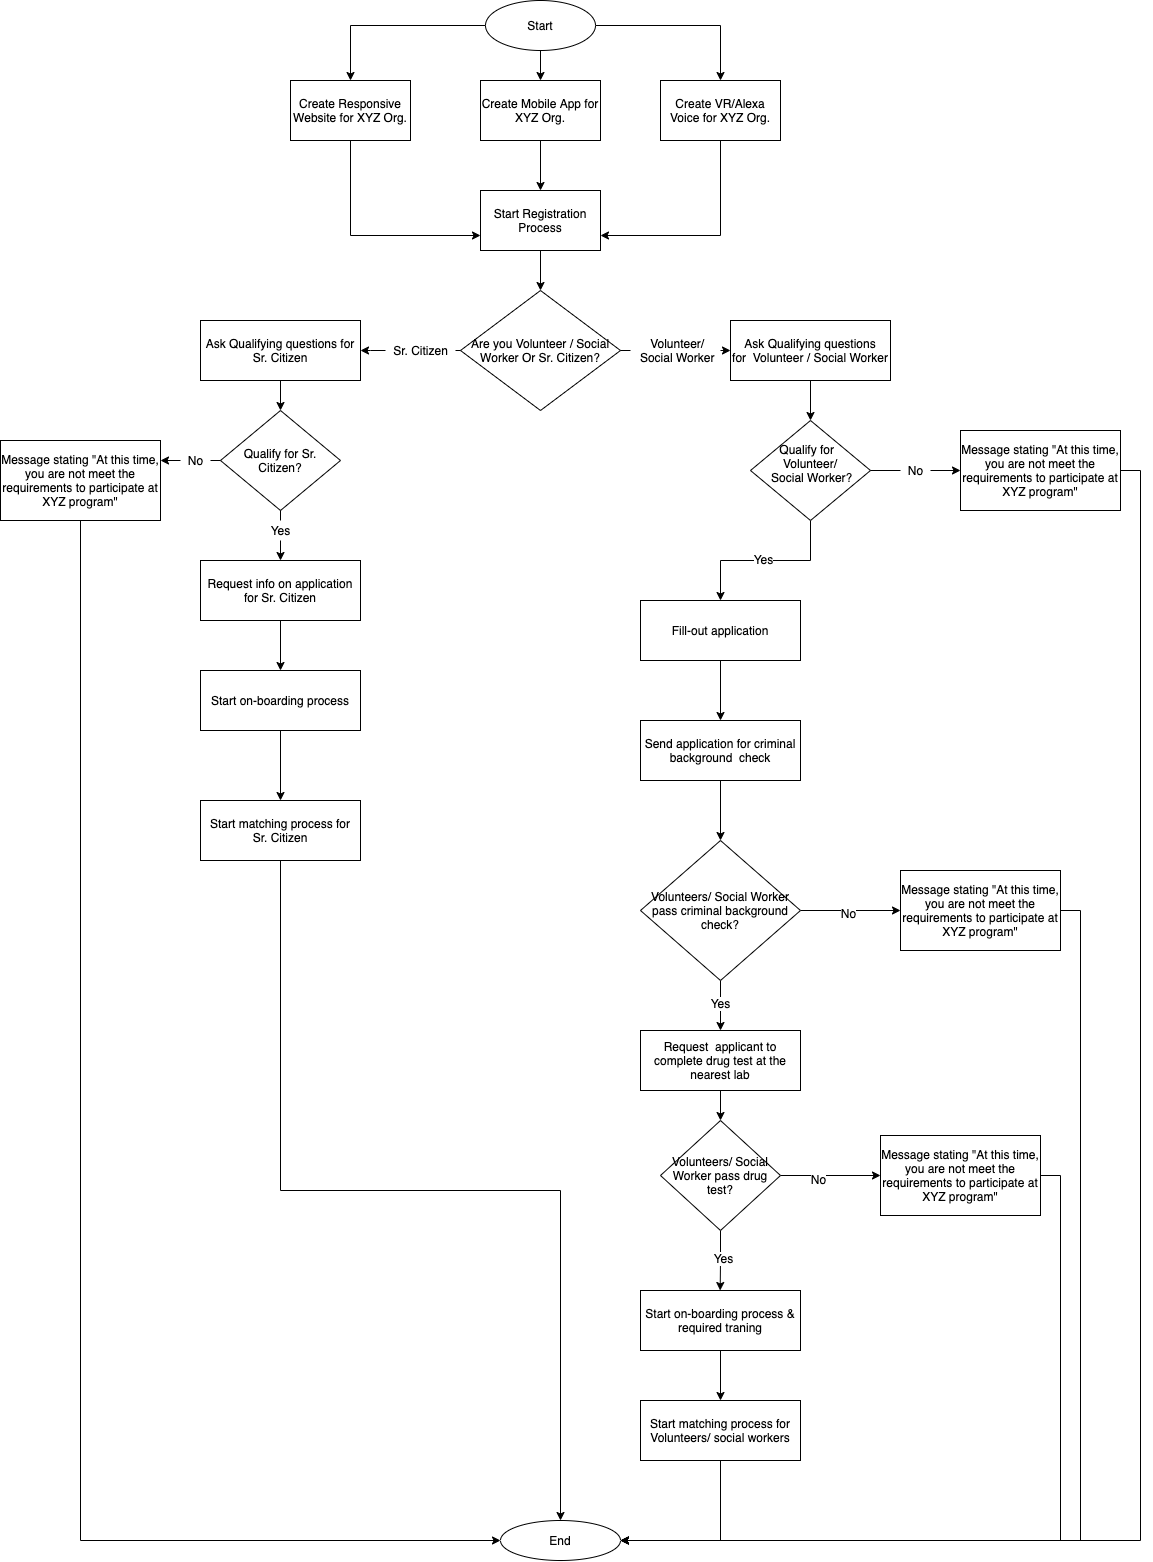 Start
Create Responsive
Website for XYZ Org.
Create Mobile App for
XYZ Org.
Create VR/Alexa
Voice for XYZ Org.
Start Registration
Process
Ask Qualifying questions for
Sr. Citizen
Sr. Citizen
Are you Volunteer / Social
Worker Or Sr. Citizen?
Volunteer/
Social Worker
Ask Qualifying questions
for  Volunteer / Social Worker
Message stating "At this time,
you are not meet the
requirements to participate at
XYZ program"
No
Qualify for Sr.
Citizen?
Qualify for
Volunteer/
Social Worker?
No
Message stating "At this time,
you are not meet the
requirements to participate at
XYZ program"
Yes
Yes
Request info on application
for Sr. Citizen
Fill-out application
Start on-boarding process
Send application for criminal
background  check
Start matching process for
Sr. Citizen
Volunteers/ Social Worker
pass criminal background
check?
No
Message stating "At this time,
you are not meet the
requirements to participate at
XYZ program"
Yes
Request  applicant to
complete drug test at the
nearest lab
Volunteers/ Social
Worker pass drug
test?
No
Message stating "At this time,
you are not meet the
requirements to participate at
XYZ program"
Yes
Start on-boarding process &
required traning
Start matching process for
Volunteers/ social workers
End